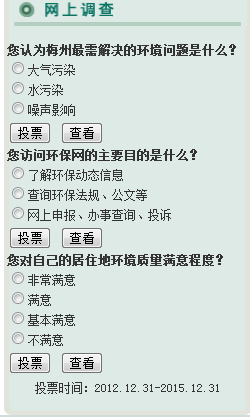 网上调查
您认为梅州最需解决的环境问题是什么？
大气污染
水污染
噪声影响
投票 查看
您访问环保网的主要目的是什么？
了解环保动态信息
查询环保法规、公文等
网上申报、办事查询、投诉
投票 查看
您对自己的居住地环境质量满意程度？
非常满意
满意
基本满意
不满意
投票 查看
投票时间：2012.12.31-2015.12.31